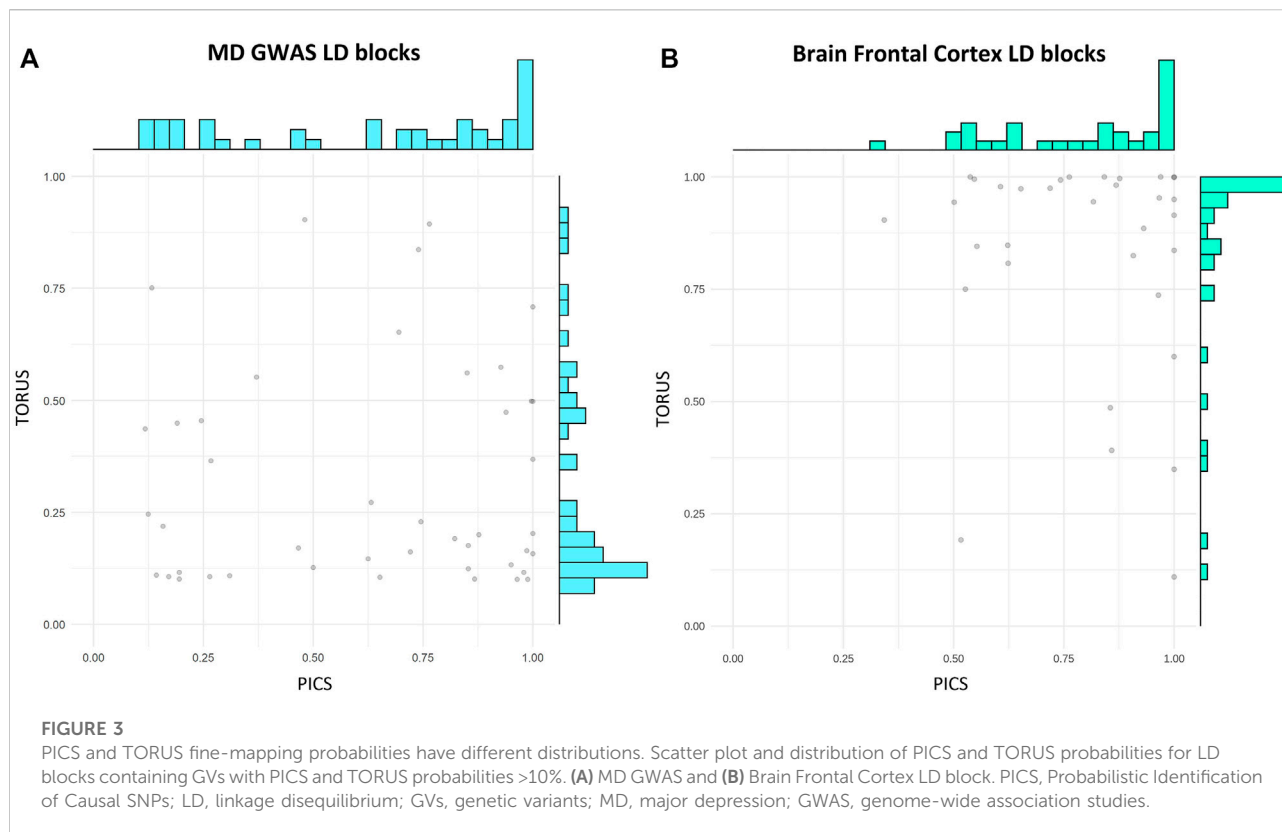 A
MD GWAS LD blocks
1.00
0.75
0.50
0.25
0.00
TORUS
0.00 0.25 0.50 0.75 1.00
PICS
B
Brain Frontal Cortex LD blocks
1.00
0.75
0.50
0.25
0.00
TORUS
0.00 0.25 0.50 0.75 1.00
PICS
FIGURE 3
PICS and TORUS fine-mapping probabilities have different distributions. Scatter plot and distribution of PICS and TORUS probabilities for LD
blocks containing GVs with PICS and TORUS probabilities >10%. (A) MD GWAS and (B) Brain Frontal Cortex LD block. PICS, Probabilistic Identification
of Causal SNPs; LD, linkage disequilibrium; GVs, genetic variants; MD, major depression; GWAS, genome-wide association studies.